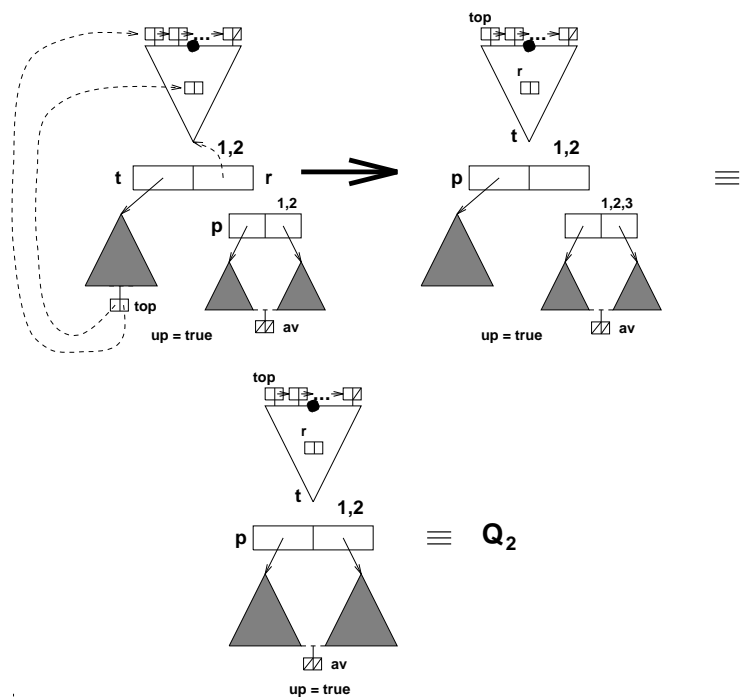 ...
1,2
t
r
1,2
p
top
up = true
av
top
...
r
t
1,2
p
1,2,3
av
up = true
≡
top
...
r
t
1,2
p
≡ Q₂
av
up = true